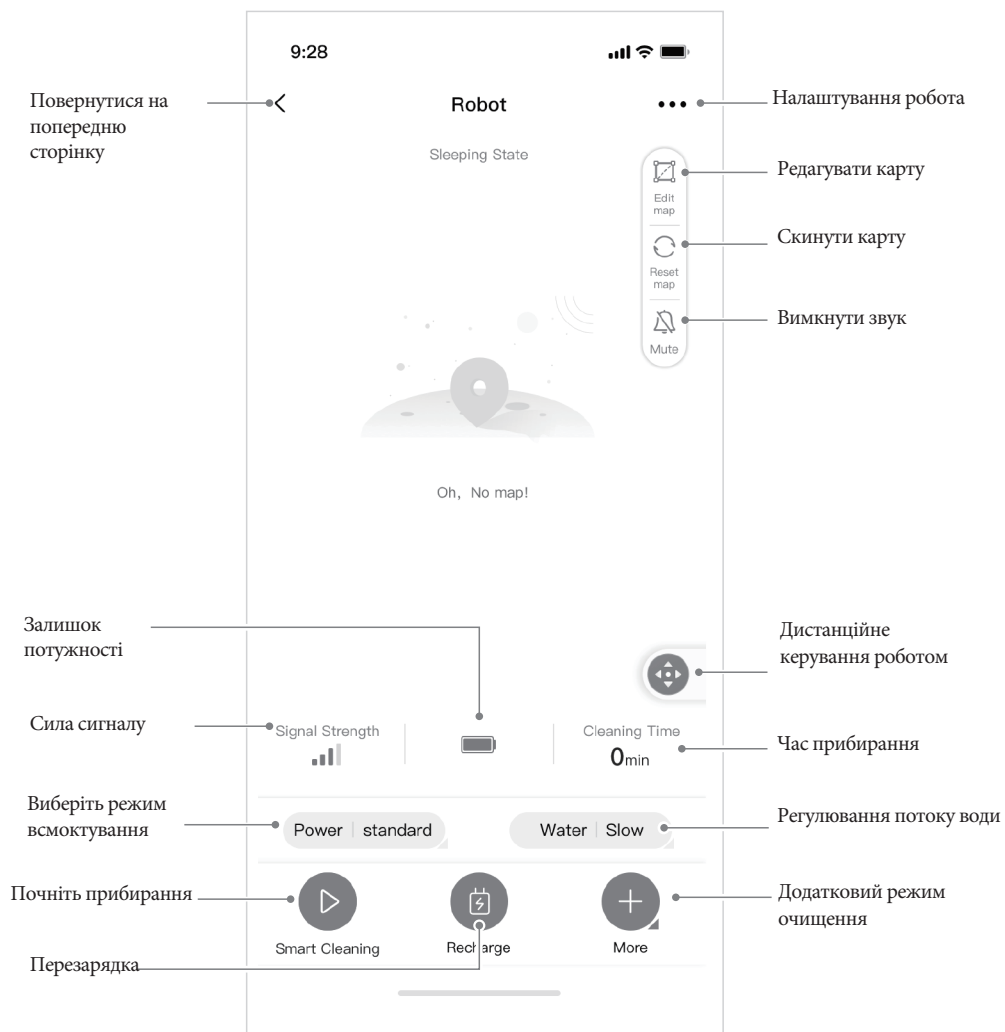 9:28
Повернутися на
попередню
сторінку
Robot
Налаштування робота
Sleeping State
Редагувати карту
Edit
map
Скинути карту
Reset
map
Вимкнути звук
Mute
Oh, No map!
Залишок
потужності
Дистанційне
керування роботом
Сила сигналу
Signal Strength
Cleaning Time
0min
Час прибирання
Виберіть режим
всмоктування
Power | standard
Water | Slow
Регулювання потоку води
Почніть прибирання
Додатковий режим
очищення
Smart Cleaning
Recharge
More
Перезарядка